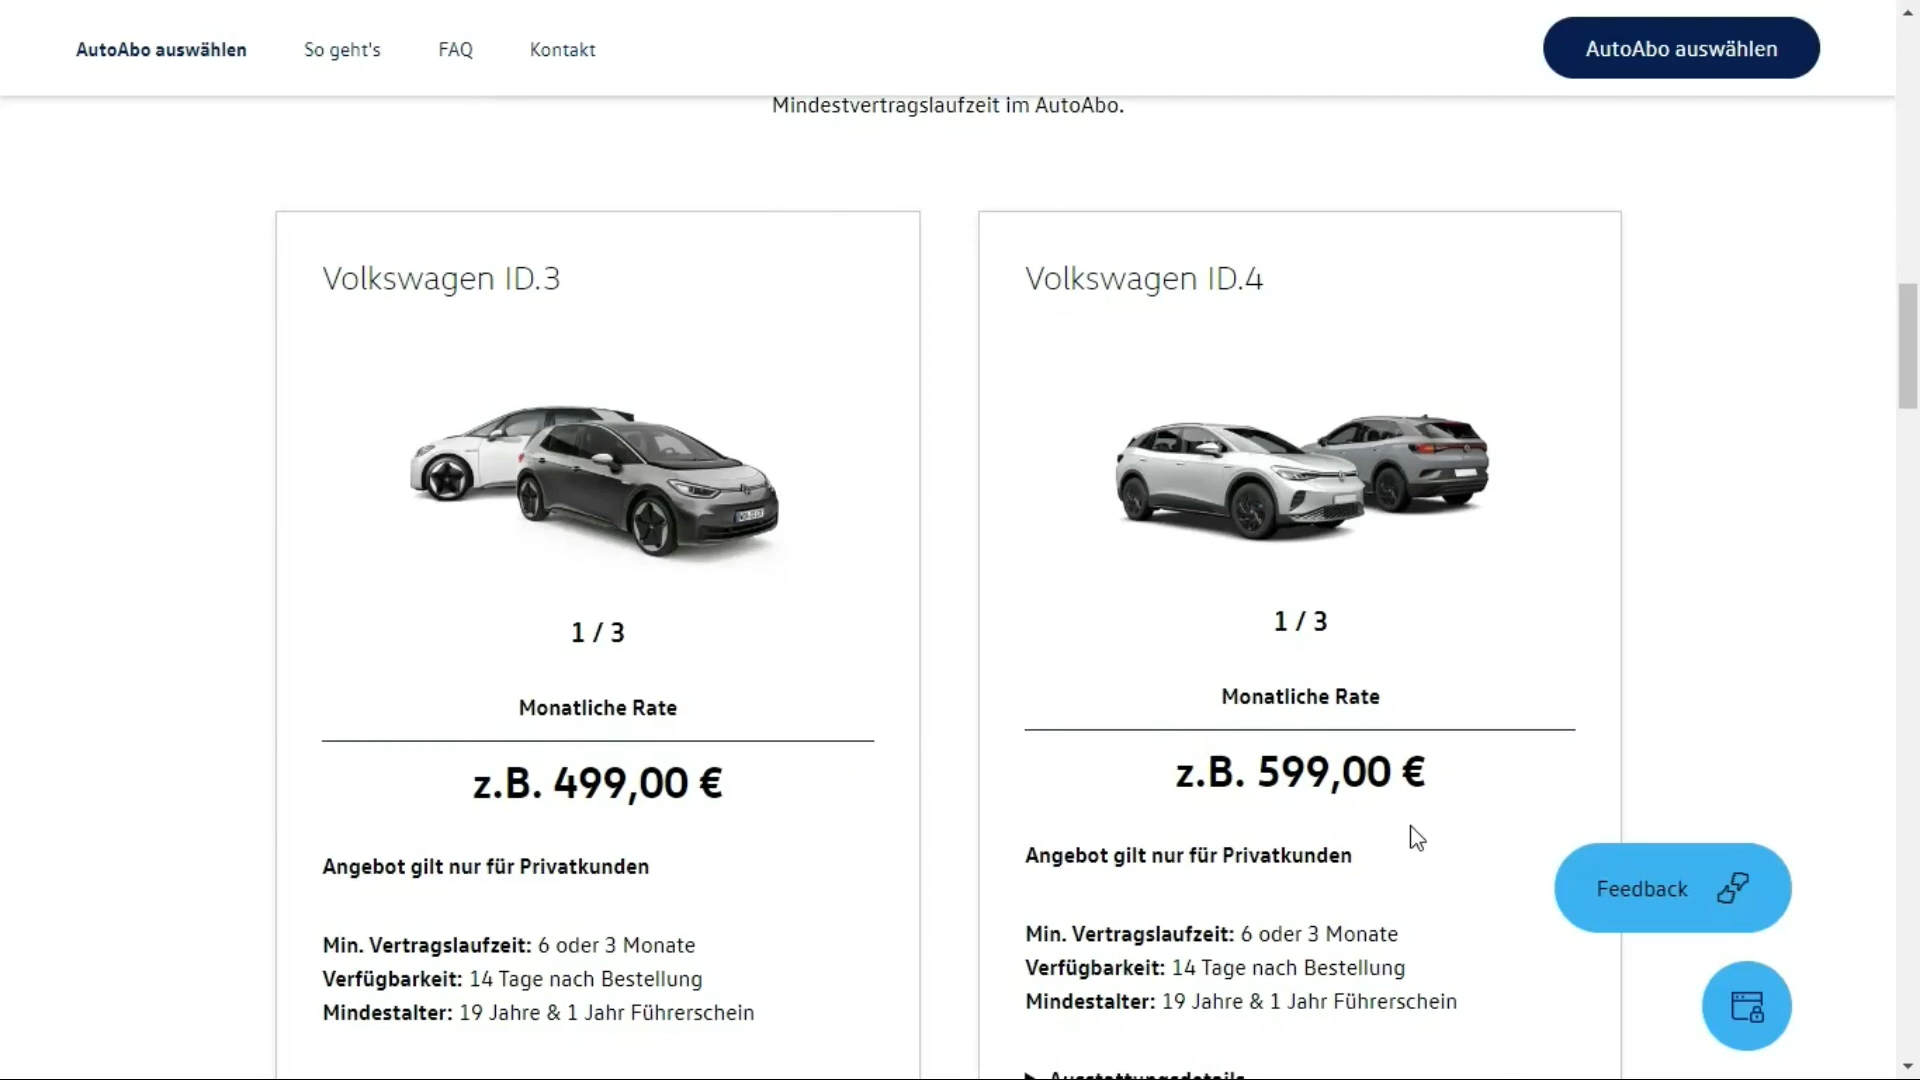 AutoAbo auswählen So geht's FAQ Kontakt AutoAbo auswählen
Mindestvertragslaufzeit im AutoAbo.
Volkswagen ID.3
1 / 3
Monatliche Rate
z.B. 499,00 €
Angebot gilt nur für Privatkunden
Min. Vertragslaufzeit: 6 oder 3 Monate
Verfügbarkeit: 14 Tage nach Bestellung
Mindestalter: 19 Jahre & 1 Jahr Führerschein
Volkswagen ID.4
1 / 3
Monatliche Rate
z.B. 599,00 €
Angebot gilt nur für Privatkunden
Min. Vertragslaufzeit: 6 oder 3 Monate
Verfügbarkeit: 14 Tage nach Bestellung
Mindestalter: 19 Jahre & 1 Jahr Führerschein
Ausstattungsdetails
Feedback